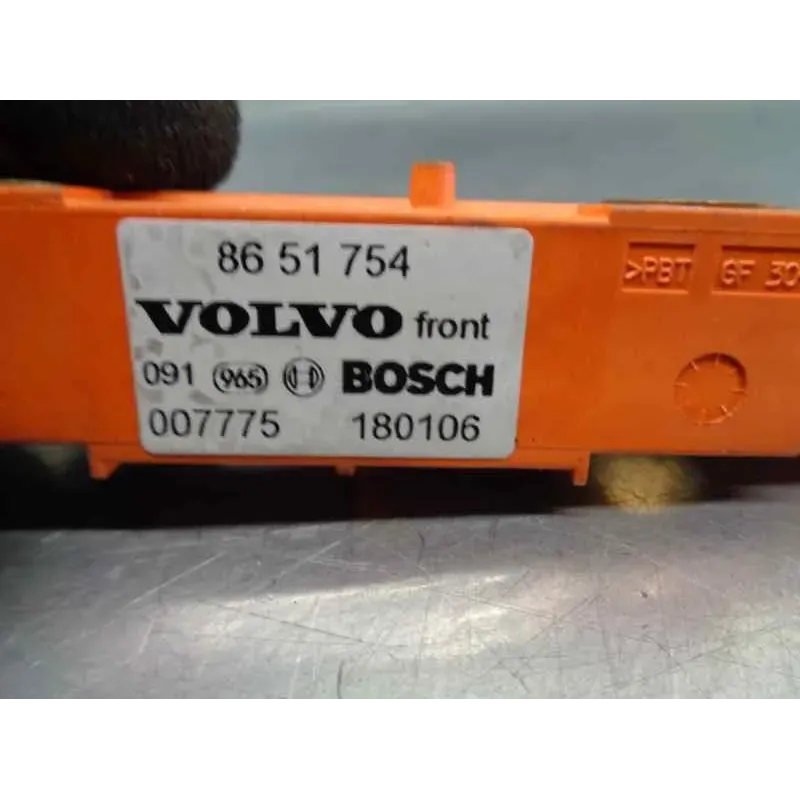 86 51 754
VOLVO front
091 965 BOSCH
007775 180106
>PBT GF 30